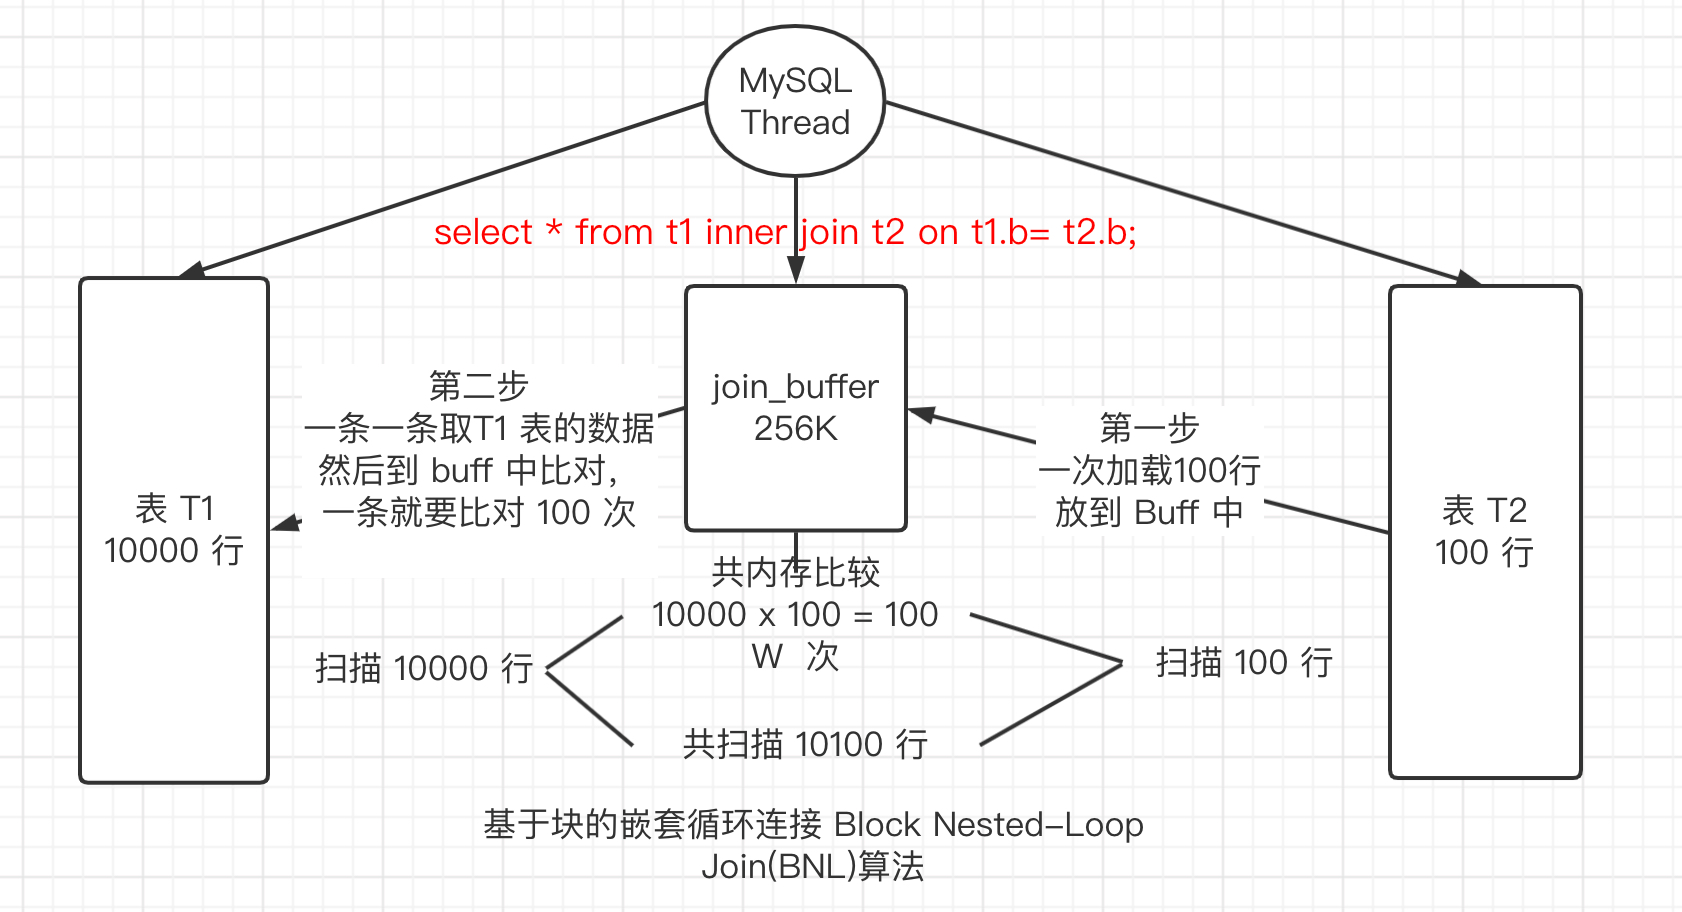 MySQL
Thread
select * from t1 inner join t2 on t1.b= t2.b;
表 T1
10000 行
第二步
一条一条取T1 表的数据
然后到 buff 中比对，
一条就要比对 100 次
join_buffer
256K
第一步
一次加载100行
放到 Buff 中
表 T2
100 行
共内存比较
10000 x 100 = 100
W 次
扫描 10000 行
扫描 100 行
共扫描 10100 行
基于块的嵌套循环连接 Block Nested-Loop
Join(BNL)算法